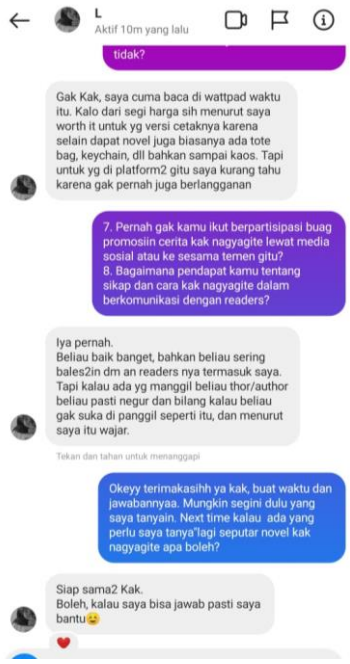 L
Aktif 10m yang lalu
tidak?
Gak Kak, saya cuma baca di wattpad waktu
itu. Kalo dari segi harga sih menurut saya
worth it untuk yg versi cetaknya karena
selain dapat novel juga biasanya ada tote
bag, keychain, dll bahkan sampai kaos. Tapi
untuk yg di platform2 gitu saya kurang tahu
karena gak pernah juga berlangganan
7. Pernah gak kamu ikut berpartisipasi buag
promosiin cerita kak nagyagite lewat media
sosial atau ke sesama temen gitu?
8. Bagaimana pendapat kamu tentang
sikap dan cara kak nagyagite dalam
berkomunikasi dengan readers?
Iya pernah.
Beliau baik banget, bahkan beliau sering
bales2in dm an readers nya termasuk saya.
Tapi kalau ada yg manggil beliau thor/author
beliau pasti negur dan bilang kalau beliau
gak suka di panggil seperti itu, dan menurut
saya itu wajar.
Tekan dan tahan untuk menanggapi
Okeyy terimakasihh ya kak, buat waktu dan
jawabannyaa. Mungkin segini dulu yang
saya tanyain. Next time kalau ada yang
perlu saya tanya"lagi seputar novel kak
nagyagite apa boleh?
Siap sama2 Kak.
Boleh, kalau saya bisa jawab pasti saya
bantu😄